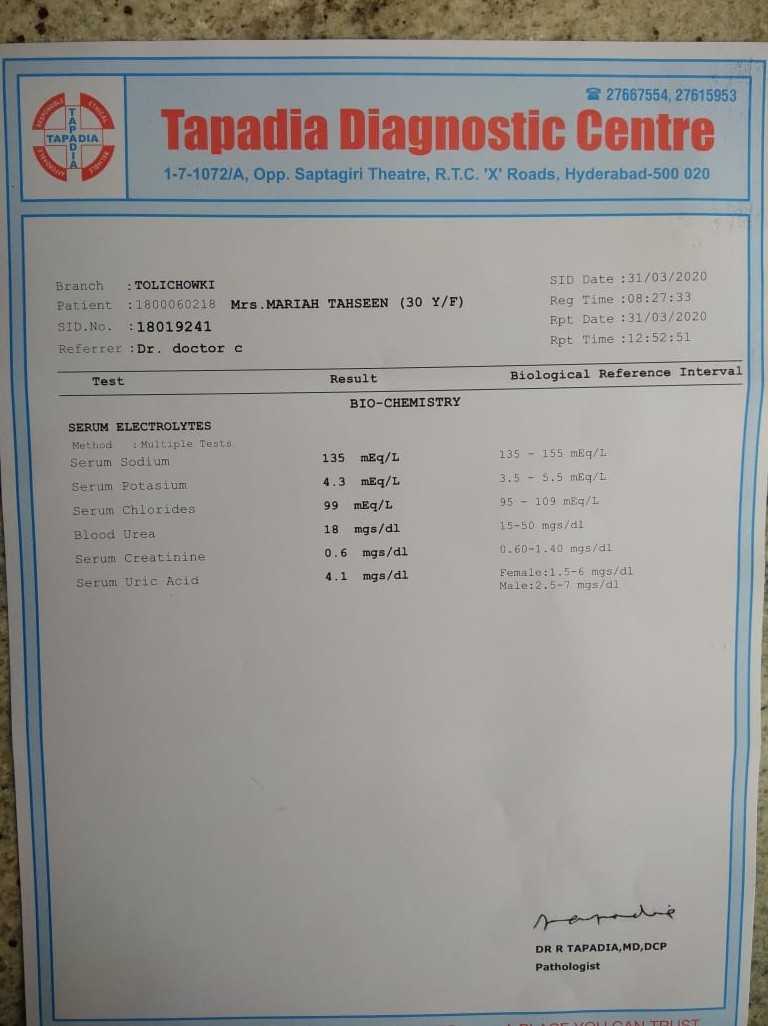 ☎ 27667554, 27615953
RESPONSIBLE ETHICAL
TAPADIA
TAPADIA
AFFORDABLE RELIABLE
Tapadia Diagnostic Centre
1-7-1072/A, Opp. Saptagiri Theatre, R.T.C. 'X' Roads, Hyderabad-500 020
Branch : TOLICHOWKI SID Date :31/03/2020
Patient :1800060218 Mrs.MARIAH TAHSEEN (30 Y/F) Reg Time :08:27:33
SID.No. :18019241 Rpt Date :31/03/2020
Referrer :Dr. doctor c Rpt Time :12:52:51
Test Result Biological Reference Interval
BIO-CHEMISTRY
SERUM ELECTROLYTES
Method :Multiple Tests
Serum Sodium 135 mEq/L 135 - 155 mEq/L
Serum Potasium 4.3 mEq/L 3.5 - 5.5 mEq/L
Serum Chlorides 99 mEq/L 95 - 109 mEq/L
Blood Urea 18 mgs/dl 15-50 mgs/dl
Serum Creatinine 0.6 mgs/dl 0.60-1.40 mgs/dl
Serum Uric Acid 4.1 mgs/dl Female:1.5-6 mgs/dl
Male:2.5-7 mgs/dl
DR R TAPADIA,MD,DCP
Pathologist
A PLACE YOU CAN TRUST